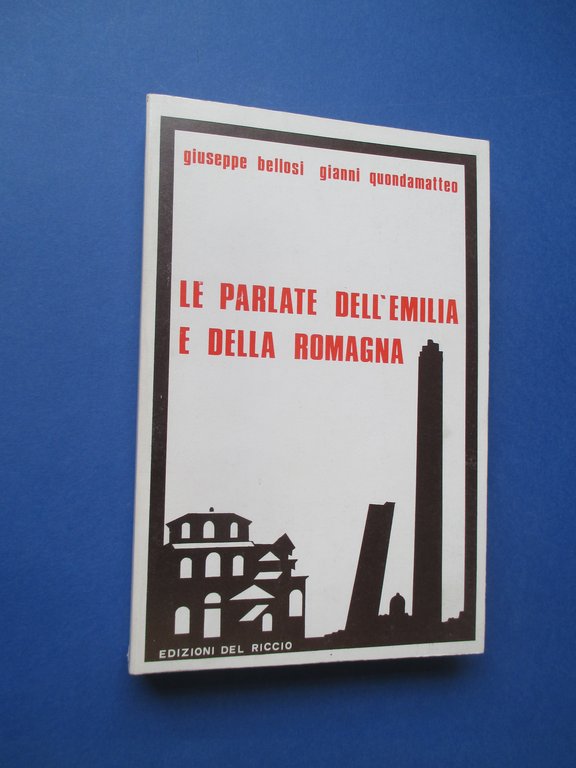 giuseppe bellosi gianni quondamatteo
LE PARLATE DELL'EMILIA
E DELLA ROMAGNA
EDIZIONI DEL RICCIO